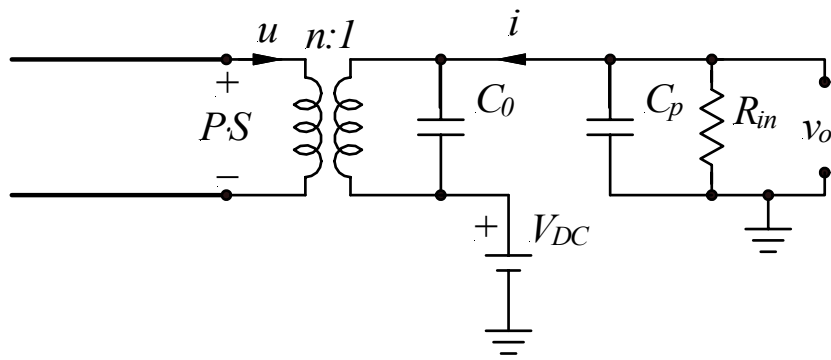 u
n:1
i
+
P·S
−
C0
Cp
Rin
vo
+
VDC